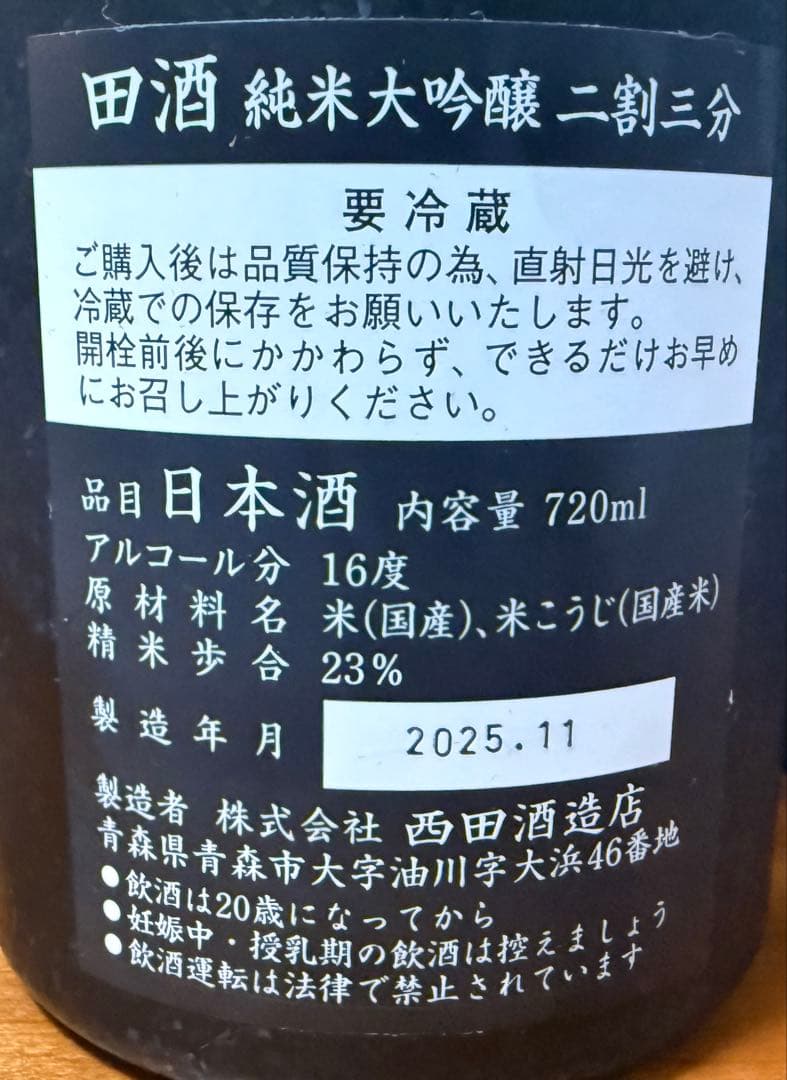 田酒 純米大吟醸 二割三分
要冷蔵
ご購入後は品質保持の為、直射日光を避け、
冷蔵での保存をお願いいたします。
開栓前後にかかわらず、できるだけお早め
にお召し上がりください。
品目 日本酒 内容量 720ml
アルコール分 16度
原材料名 米(国産)、米こうじ(国産米)
精米歩合 23%
製造年月 2025.11
製造者 株式会社 西田酒造店
青森県青森市大字油川字大浜46番地
●飲酒は20歳になってから
●妊娠中・授乳期の飲酒は控えましょう
●飲酒運転は法律で禁止されています